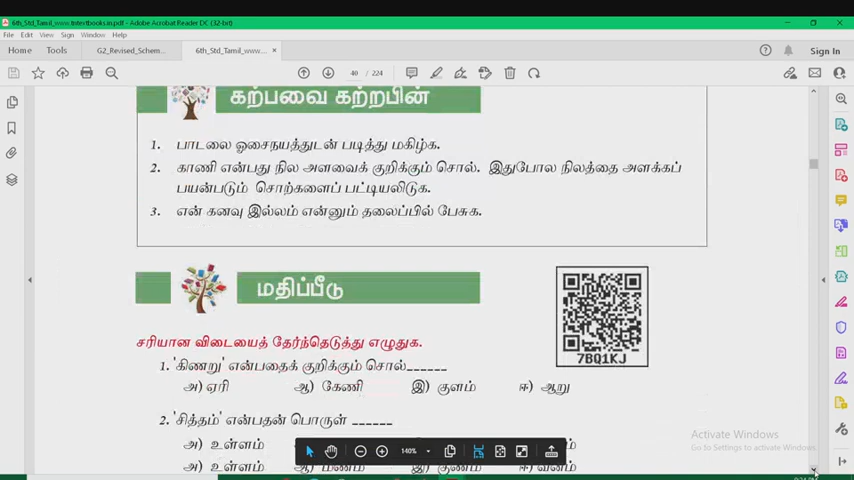 6th_Std_Tamil_www.tntextbooks.in.pdf - Adobe Acrobat Reader DC (32-bit)
File Edit View Sign Window Help
Home Tools G2_Revised_Schem... 6th_Std_Tamil_www.... × Sign In
40 / 224
கற்பவை கற்றபின்
1. பாடலை ஓசைநயத்துடன் படித்து மகிழ்க.
2. காணி என்பது நில அளவைக் குறிக்கும் சொல். இதுபோல நிலத்தை அளக்கப்
பயன்படும் சொற்களைப் பட்டியலிடுக.
3. என் கனவு இல்லம் என்னும் தலைப்பில் பேசுக.
மதிப்பீடு
7BQ1KJ
சரியான விடையைத் தேர்ந்தெடுத்து எழுதுக.
1. 'கிணறு' என்பதைக் குறிக்கும் சொல்______
அ) ஏரி ஆ) கேணி இ) குளம் ஈ) ஆறு
2. 'சித்தம்' என்பதன் பொருள் ______
Activate Windows
Go to Settings to activate Windows.
அ) உள்ளம்
140%
அ) உள்ளம் ஆ) மணம் இ) குணம் ஈ) வனம்